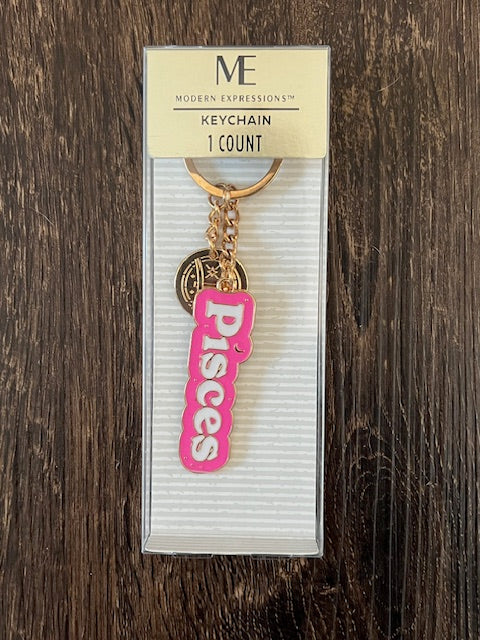 ME
MODERN EXPRESSIONS™
KEYCHAIN
1 COUNT
Pisces